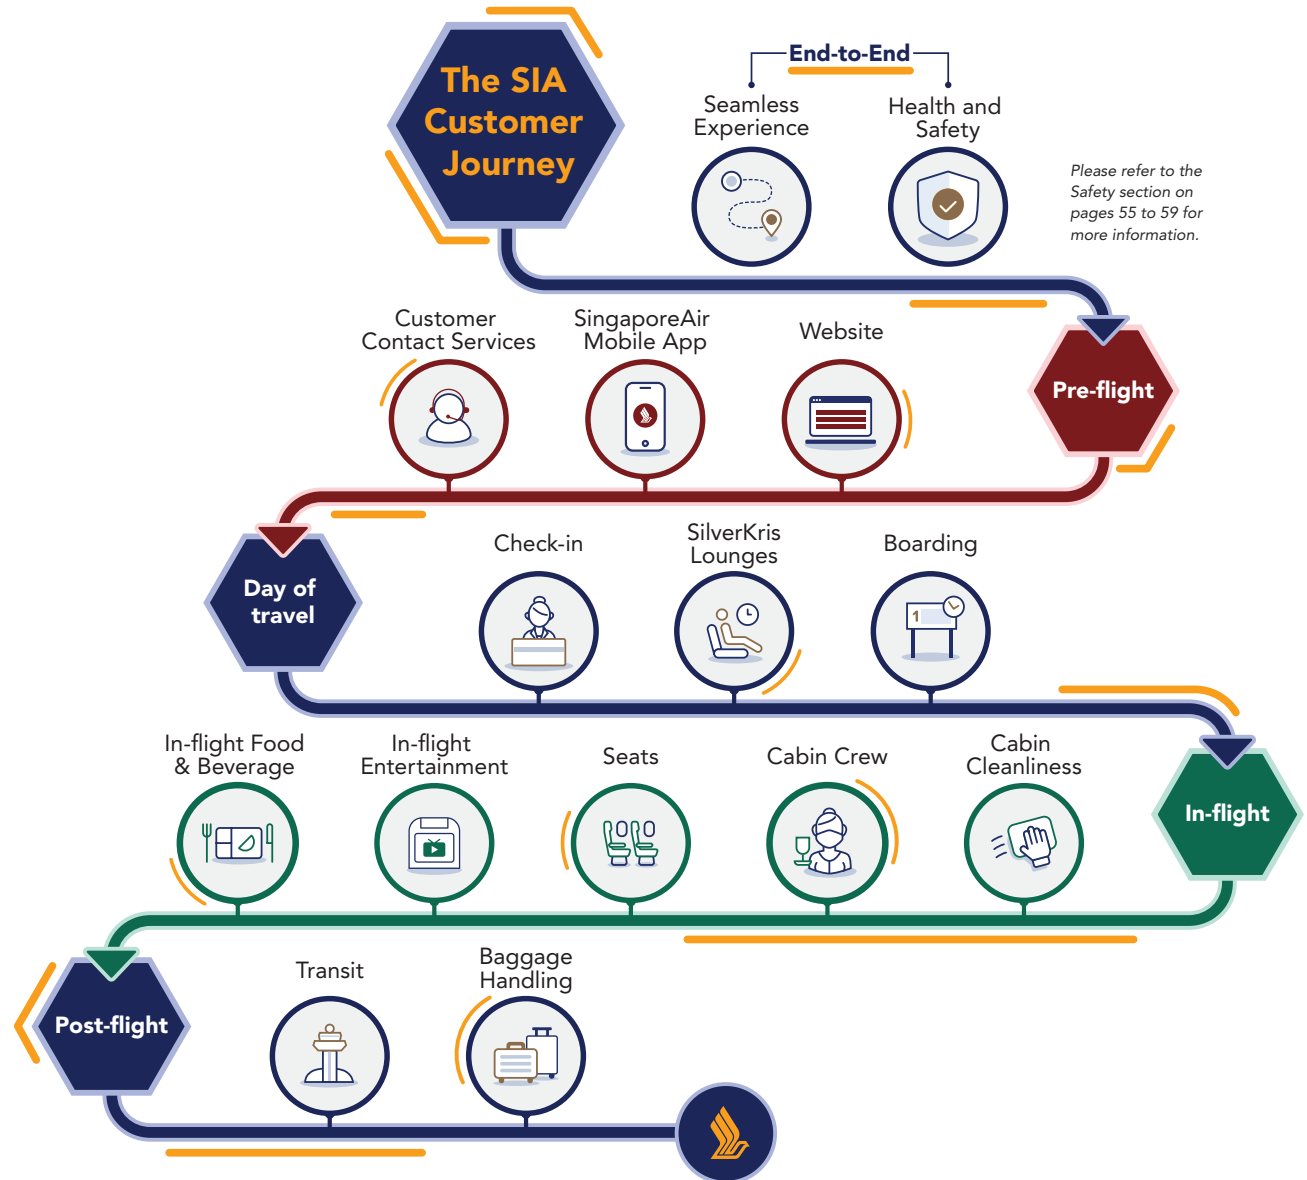 The SIA
Customer
Journey
End-to-End
Seamless
Experience
Health and
Safety
Please refer to the
Safety section on
pages 55 to 59 for
more information.
Customer
Contact Services
SingaporeAir
Mobile App
Website
Pre-flight
Day of
travel
Check-in
SilverKris
Lounges
Boarding
1
In-flight Food
& Beverage
In-flight
Entertainment
Seats
Cabin Crew
Cabin
Cleanliness
In-flight
Post-flight
Transit
Baggage
Handling